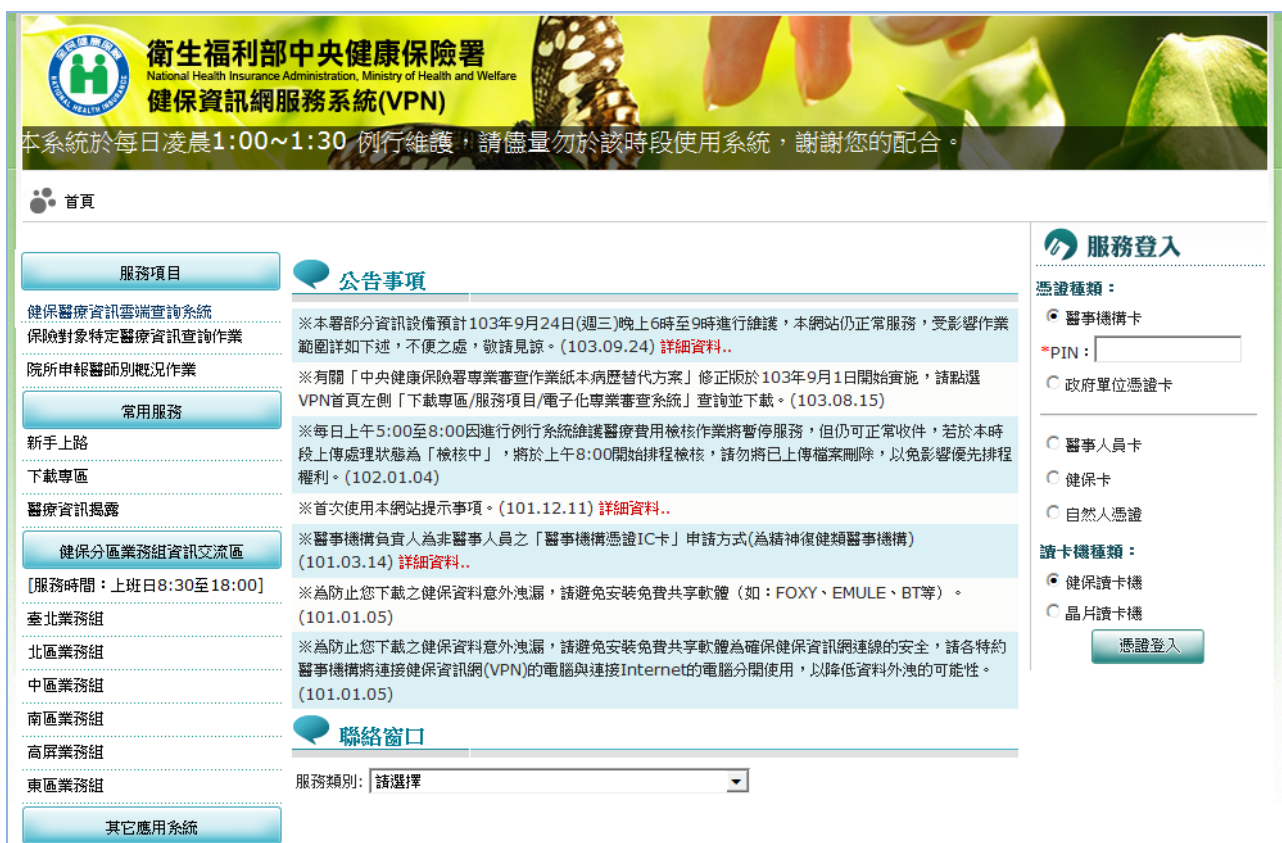 衛生福利部中央健康保險署
National Health Insurance Administration, Ministry of Health and Welfare
健保資訊網服務系統(VPN)
本系統於每日凌晨1:00~1:30 例行維護，請儘量勿於該時段使用系統，謝謝您的配合。
首頁
服務項目
健保醫療資訊雲端查詢系統
保險對象特定醫療資訊查詢作業
院所申報醫師別概況作業
常用服務
新手上路
下載專區
醫療資訊揭露
健保分區業務組資訊交流區
[服務時間：上班日8:30至18:00]
臺北業務組
北區業務組
中區業務組
南區業務組
高屏業務組
東區業務組
其它應用系統
公告事項
※本署部分資訊設備預計103年9月24日(週三)晚上6時至9時進行維護，本網站仍正常服務，受影響作業
範圍詳如下述，不便之處，敬請見諒。(103.09.24) 詳細資料..
※有關「中央健康保險署專業審查作業紙本病歷替代方案」修正版於103年9月1日開始實施，請點選
VPN首頁左側「下載專區/服務項目/電子化專業審查系統」查詢並下載。(103.08.15)
※每日上午5:00至8:00因進行例行系統維護醫療費用檢核作業將暫停服務，但仍可正常收件，若於本時
段上傳處理狀態為「檢核中」，將於上午8:00開始排程檢核，請勿將已上傳檔案刪除，以免影響優先排程
權利。(102.01.04)
※首次使用本網站提示事項。(101.12.11) 詳細資料..
※醫事機構負責人為非醫事人員之「醫事機構憑證IC卡」申請方式(為精神復健類醫事機構)
(101.03.14) 詳細資料..
※為防止您下載之健保資料意外洩漏，請避免安裝免費共享軟體（如：FOXY、EMULE、BT等）。
(101.01.05)
※為防止您下載之健保資料意外洩漏，請避免安裝免費共享軟體為確保健保資訊網連線的安全，請各特約
醫事機構將連接健保資訊網(VPN)的電腦與連接Internet的電腦分開使用，以降低資料外洩的可能性。
(101.01.05)
聯絡窗口
服務類別: 請選擇
服務登入
憑證種類：
醫事機構卡
*PIN：
政府單位憑證卡
醫事人員卡
健保卡
自然人憑證
讀卡機種類：
健保讀卡機
晶片讀卡機
憑證登入